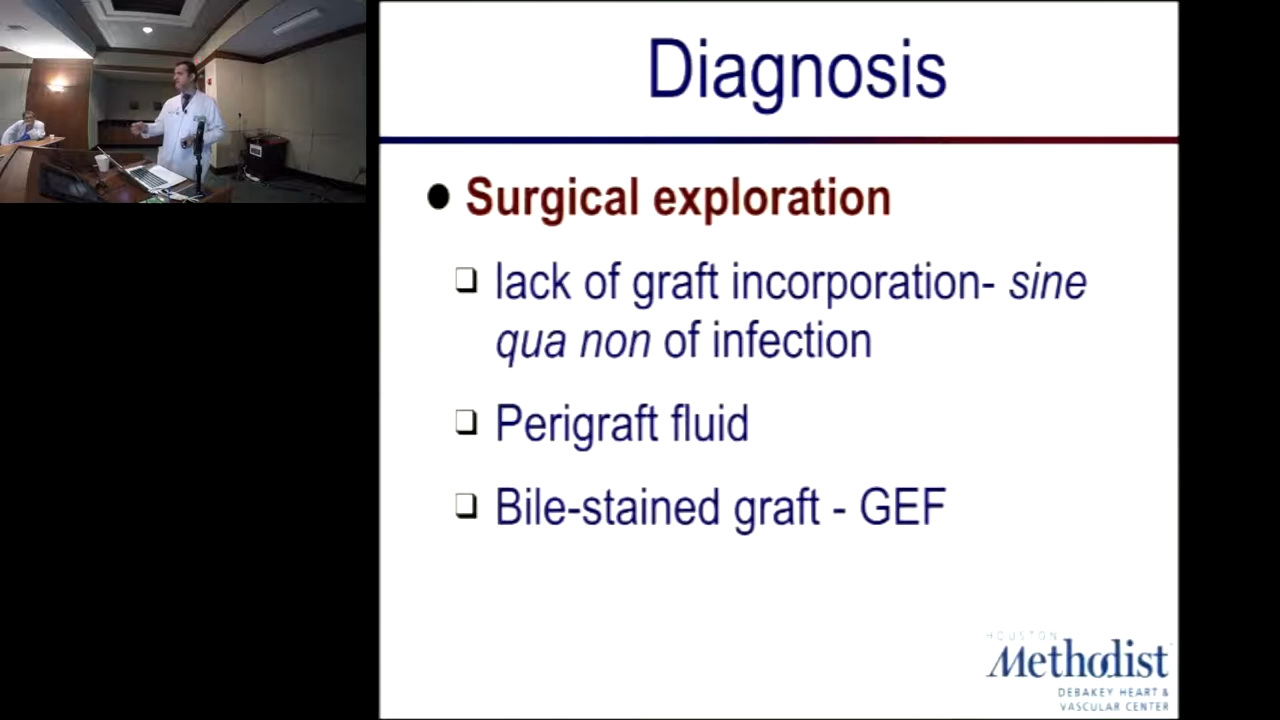 Diagnosis
Surgical exploration
lack of graft incorporation- sine
qua non of infection
Perigraft fluid
Bile-stained graft - GEF
HOUSTON
Methodist
DEBAKEY HEART &
VASCULAR CENTER